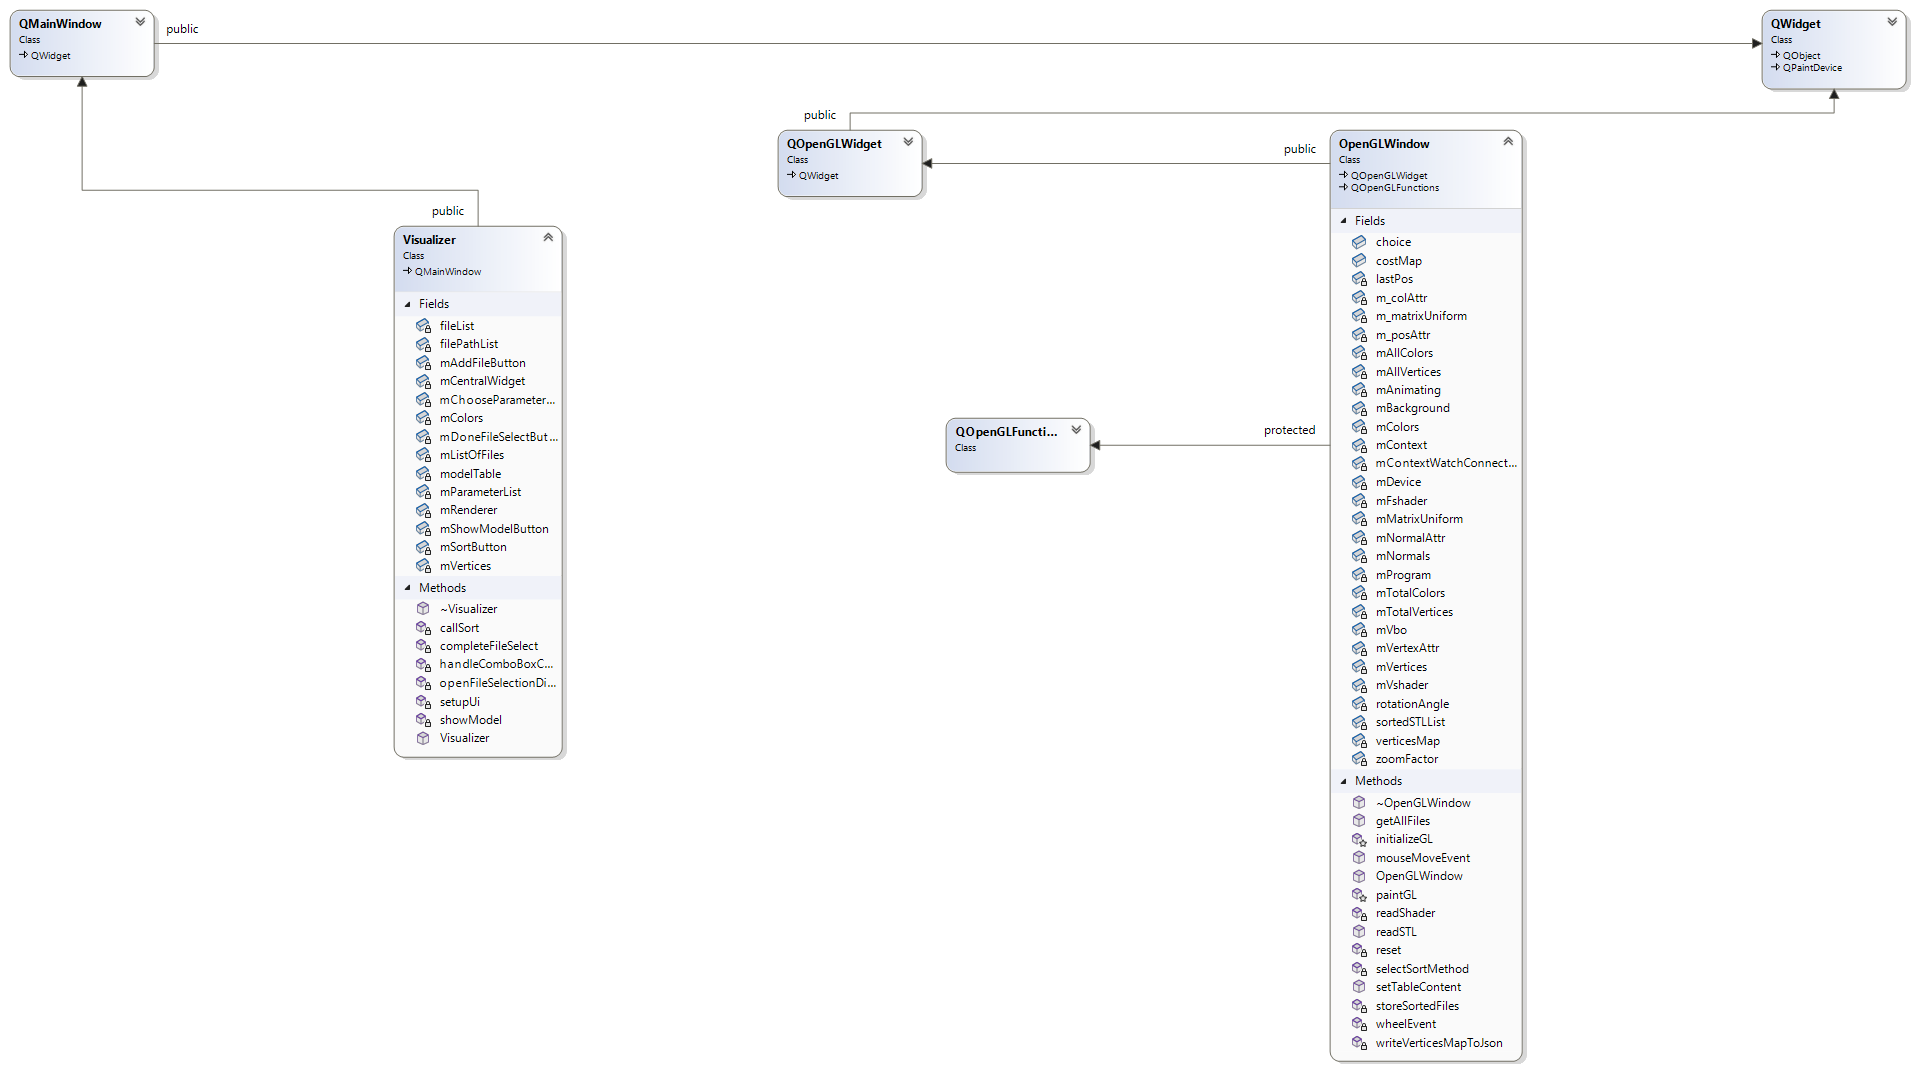 QMainWindow
Class
QWidget
public
QWidget
Class
QObject
QPaintDevice
public
QOpenGLWidget
Class
QWidget
public
OpenGLWindow
Class
QOpenGLWidget
QOpenGLFunctions
Fields
choice
costMap
lastPos
m_colAttr
m_matrixUniform
m_posAttr
mAllColors
mAllVertices
mAnimating
mBackground
mColors
mContext
mContextWatchConnect...
mDevice
mFshader
mMatrixUniform
mNormalAttr
mNormals
mProgram
mTotalColors
mTotalVertices
mVbo
mVertexAttr
mVertices
mVshader
rotationAngle
sortedSTLList
verticesMap
zoomFactor
Methods
~OpenGLWindow
getAllFiles
initializeGL
mouseMoveEvent
OpenGLWindow
paintGL
readShader
readSTL
reset
selectSortMethod
setTableContent
storeSortedFiles
wheelEvent
writeVerticesMapToJson
public
Visualizer
Class
QMainWindow
Fields
fileList
filePathList
mAddFileButton
mCentralWidget
mChooseParameter...
mColors
mDoneFileSelectBut...
mListOfFiles
modelTable
mParameterList
mRenderer
mShowModelButton
mSortButton
mVertices
Methods
~Visualizer
callSort
completeFileSelect
handleComboBoxC...
openFileSelectionDi...
setupUi
showModel
Visualizer
QOpenGLFuncti...
Class
protected